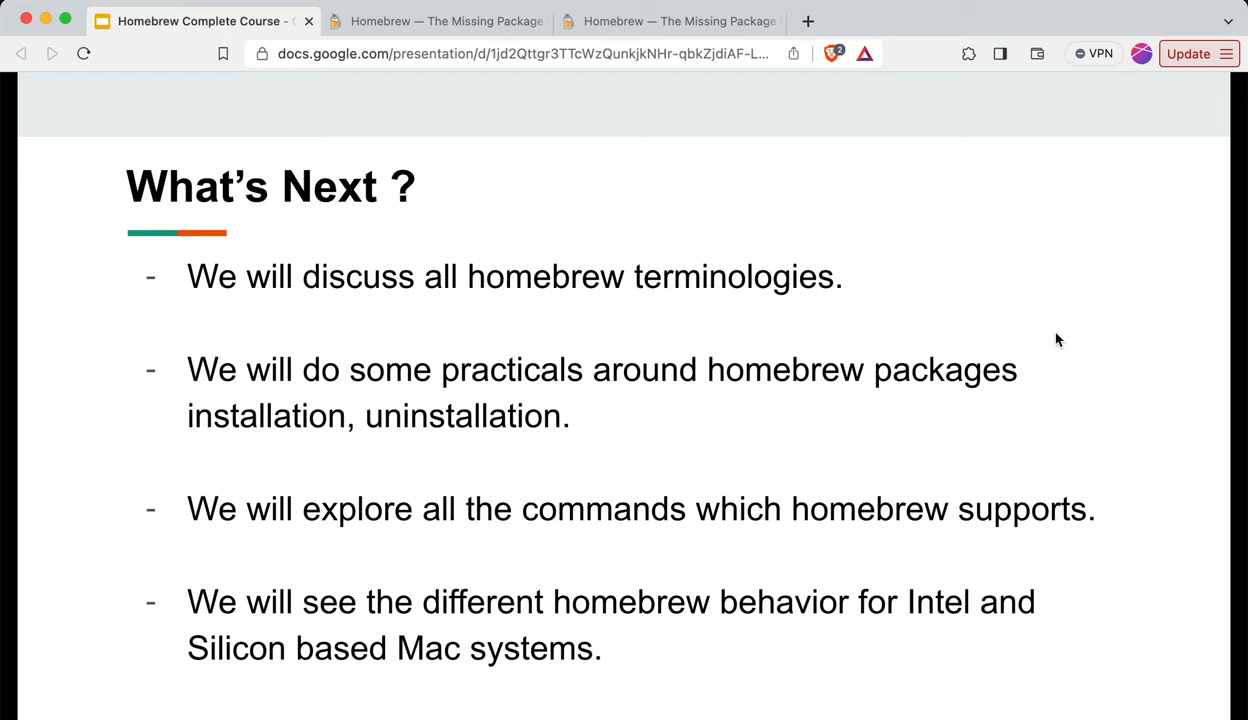 Homebrew Complete Course -
Homebrew — The Missing Package
Homebrew — The Missing Package
docs.google.com/presentation/d/1jd2Qttgr3TTcWzQunkjkNHr-qbkZjdiAF-L...
2
VPN
Update
What's Next ?
- We will discuss all homebrew terminologies.
- We will do some practicals around homebrew packages
installation, uninstallation.
- We will explore all the commands which homebrew supports.
- We will see the different homebrew behavior for Intel and
Silicon based Mac systems.